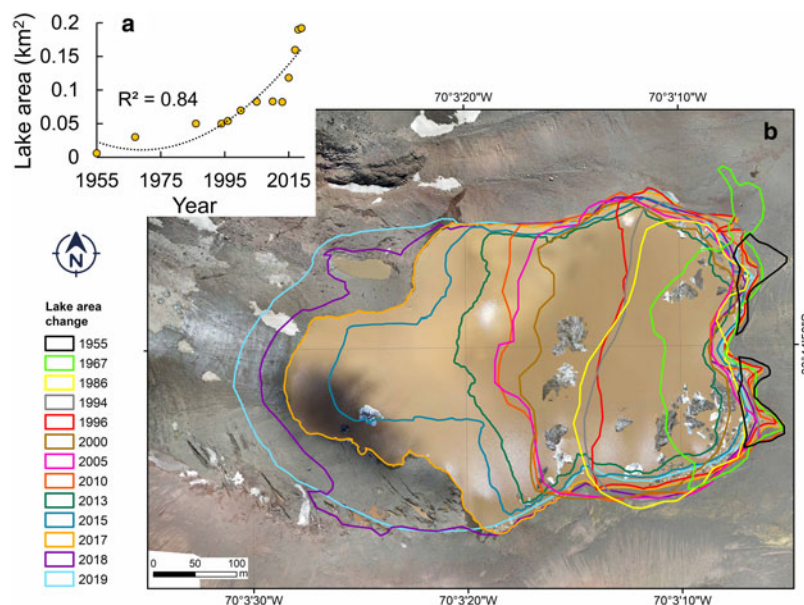 a
0.2
0.15
0.1
0.05
0
Lake area (km²)
R² = 0.84
1955 1975 1995 2015
Year
70°3'20"W 70°3'10"W
b
N
Lake area
change
1955
1967
1986
1994
1996
2000
2005
2010
2013
2015
2017
2018
2019
0 50 100
m
70°3'30"W 70°3'20"W 70°3'10"W